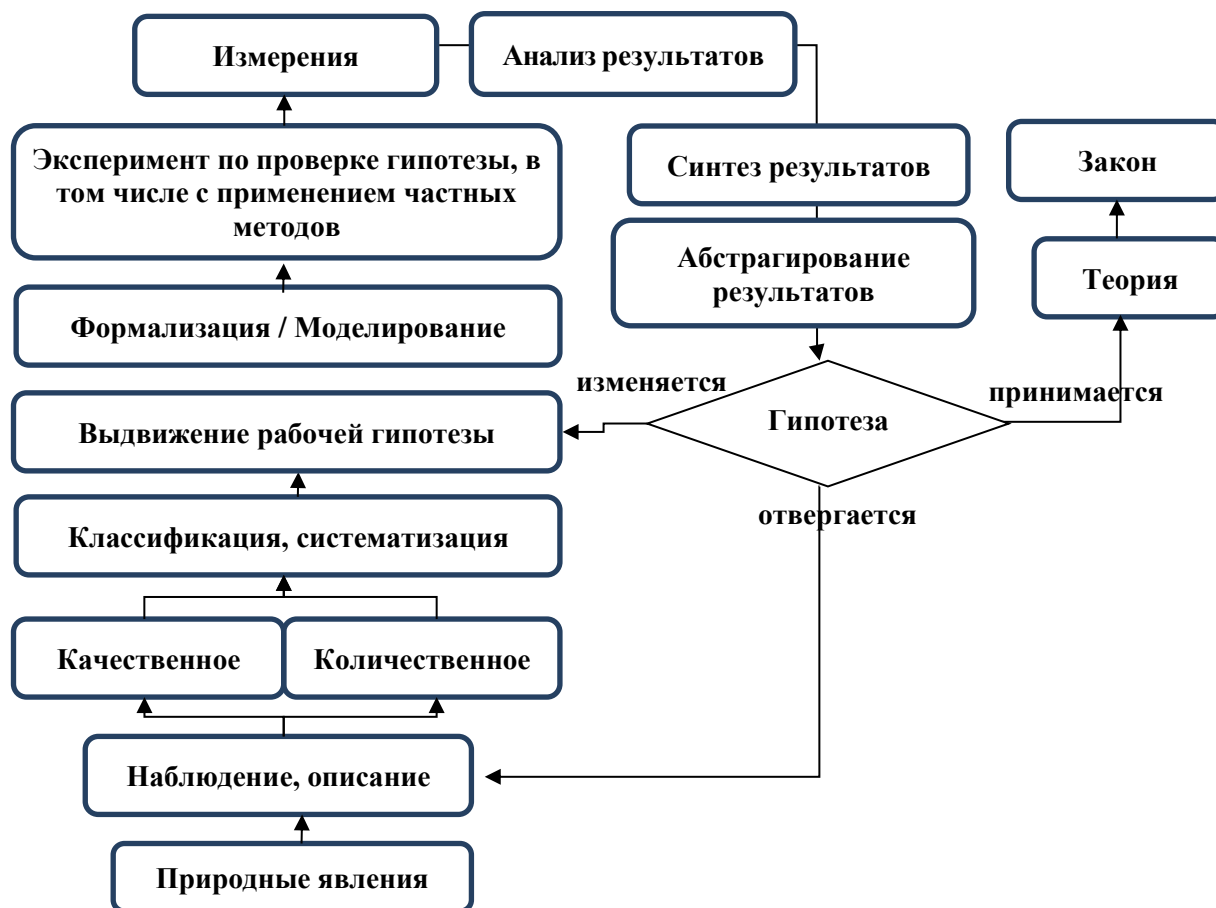 Измерения
Анализ результатов
Эксперимент по проверке гипотезы, в
том числе с применением частных
методов
Синтез результатов
Закон
Абстрагирование
результатов
Теория
Формализация / Моделирование
изменяется
принимается
Выдвижение рабочей гипотезы
Гипотеза
отвергается
Классификация, систематизация
Качественное
Количественное
Наблюдение, описание
Природные явления